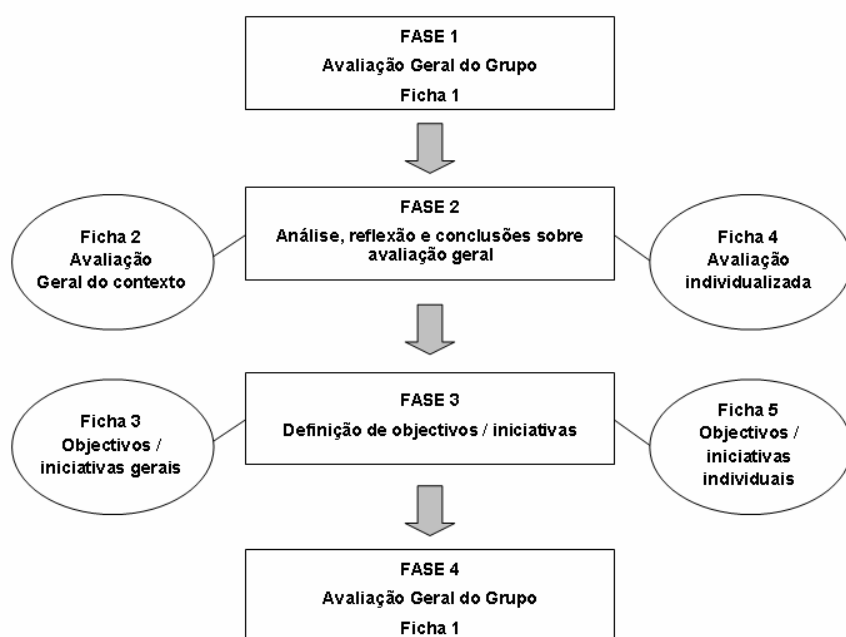 FASE 1
Avaliação Geral do Grupo
Ficha 1
FASE 2
Análise, reflexão e conclusões sobre
avaliação geral
Ficha 2
Avaliação
Geral do contexto
Ficha 4
Avaliação
individualizada
FASE 3
Definição de objectivos / iniciativas
Ficha 3
Objectivos /
iniciativas gerais
Ficha 5
Objectivos /
iniciativas
individuais
FASE 4
Avaliação Geral do Grupo
Ficha 1